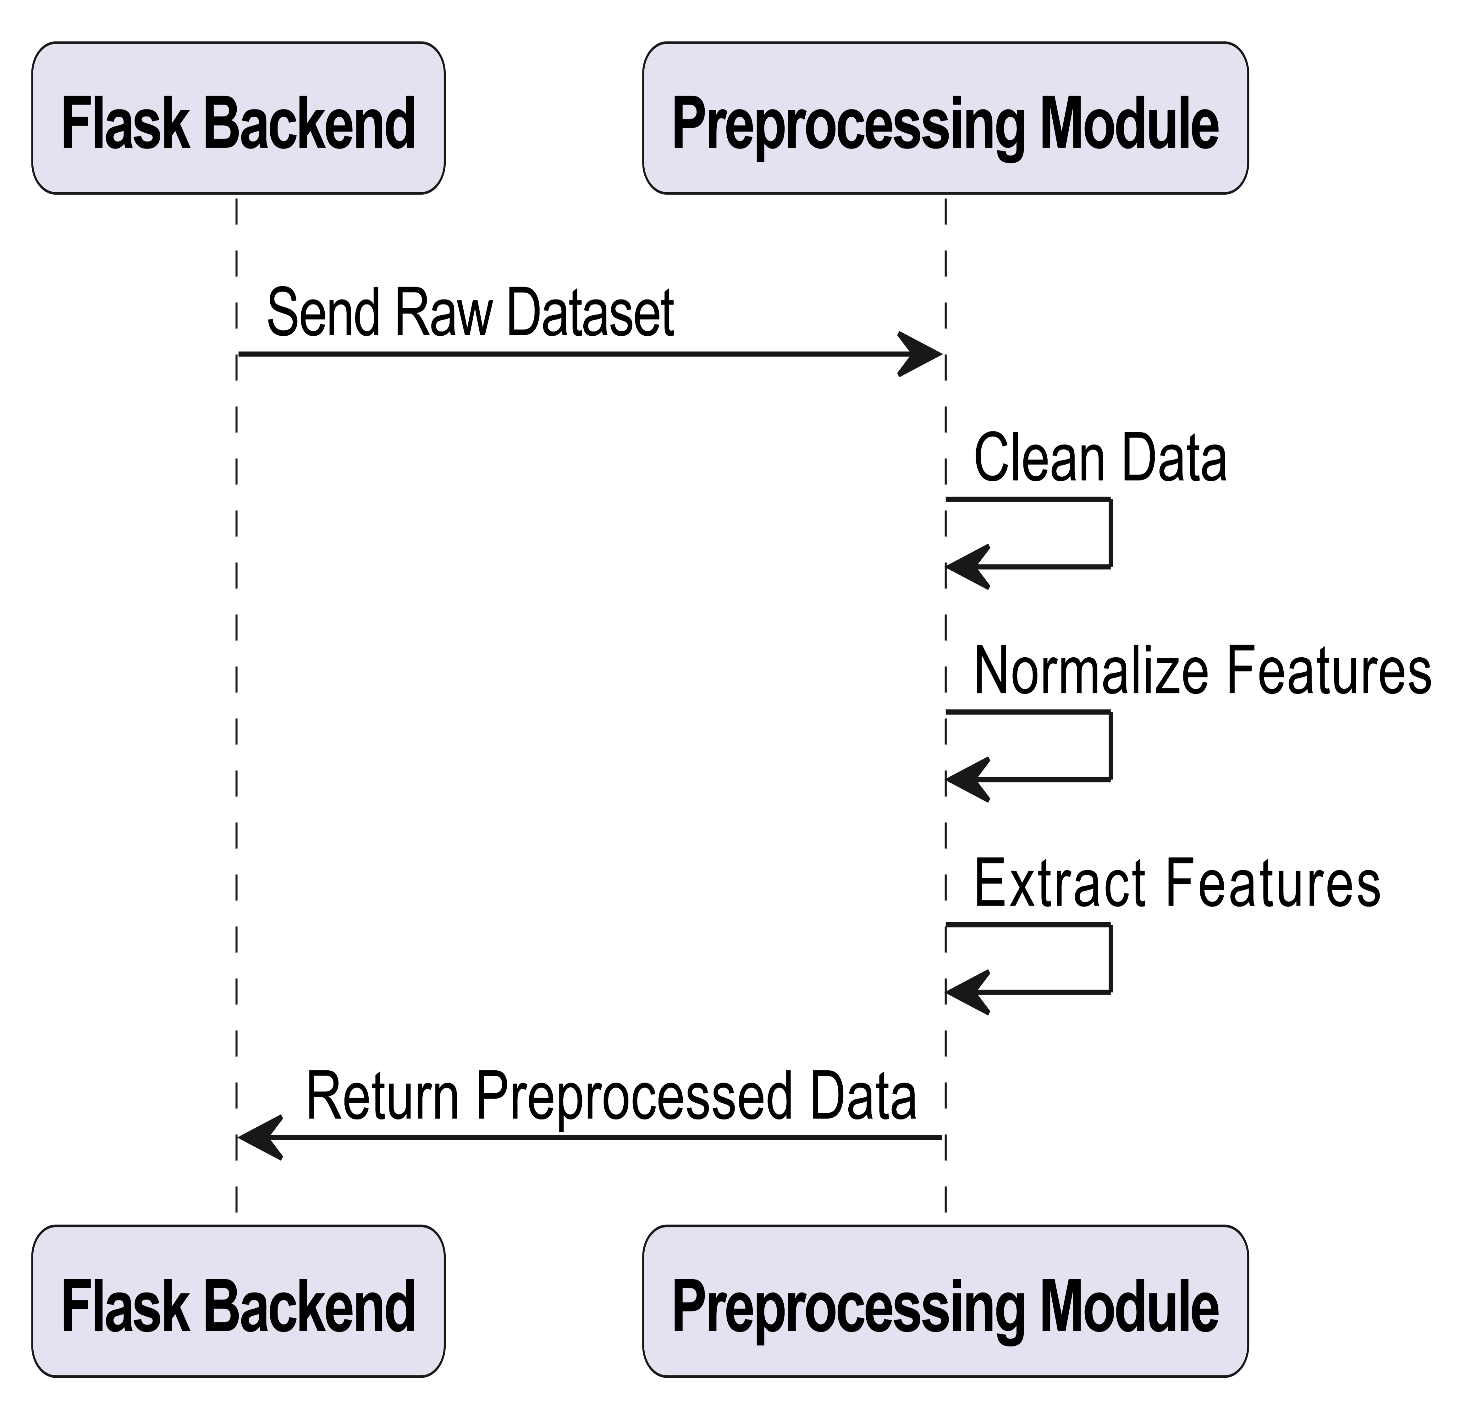 Flask Backend
Preprocessing Module
Send Raw Dataset
Clean Data
Normalize Features
Extract Features
Return Preprocessed Data
Flask Backend
Preprocessing Module